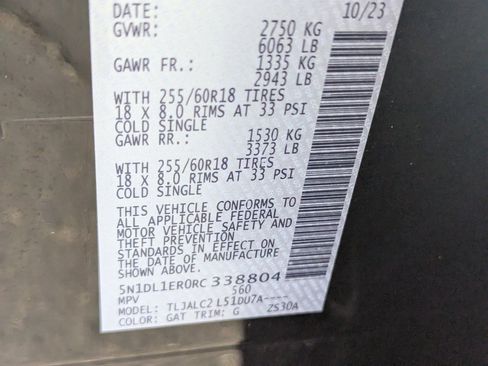 DATE: 10/23
GVWR: 2750 KG
6063 LB
GAWR FR.: 1335 KG
2943 LB
WITH 255/60R18 TIRES
18 X 8.0 RIMS AT 33 PSI
COLD SINGLE
GAWR RR.: 1530 KG
3373 LB
WITH 255/60R18 TIRES
18 X 8.0 RIMS AT 33 PSI
COLD SINGLE
THIS VEHICLE CONFORMS TO
ALL APPLICABLE FEDERAL
MOTOR VEHICLE SAFETY AND
THEFT PREVENTION
STANDARDS IN EFFECT ON
THE DATE OF MANUFACTURE
5N1DL1ER0RC 338804
MPV 560
MODEL: TLJALC2 L51DU7A----
COLOR: GAT TRIM: G ZS30A